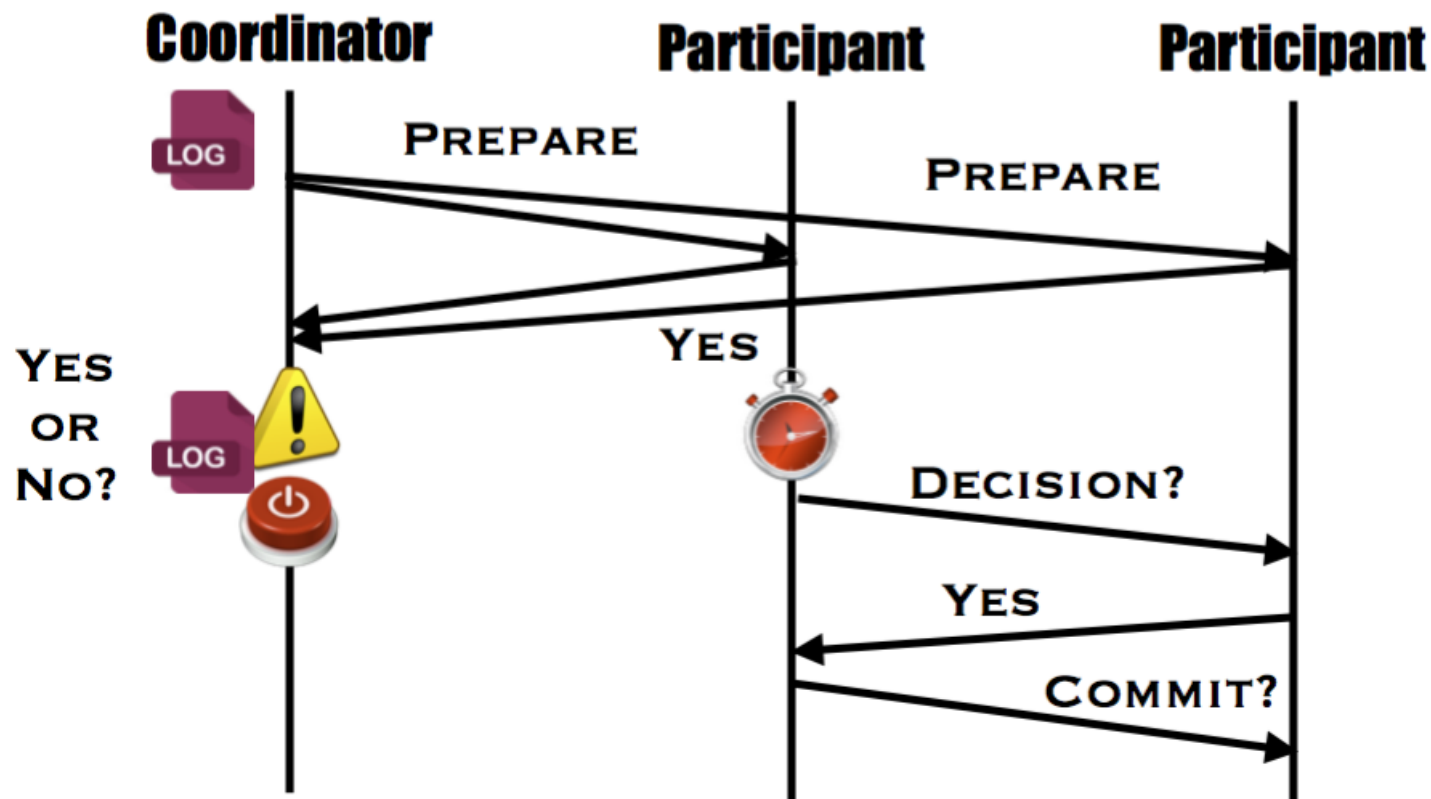 Coordinator
Participant
Participant
LOG
PREPARE
PREPARE
YES
YES
OR
NO?
LOG
DECISION?
YES
COMMIT?